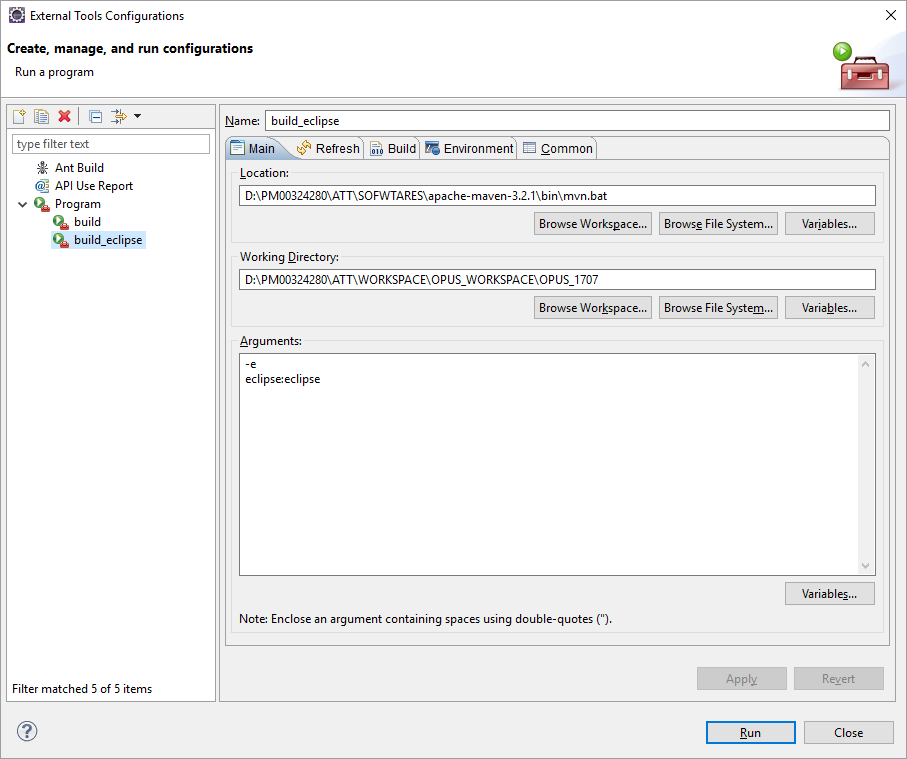 External Tools Configurations
Create, manage, and run configurations
Run a program
type filter text
Ant Build
API Use Report
Program
build
build_eclipse
Filter matched 5 of 5 items
Name: build_eclipse
Main Refresh Build Environment Common
Location:
D:\PM00324280\ATT\SOFWTARES\apache-maven-3.2.1\bin\mvn.bat
Browse Workspace... Browse File System... Variables...
Working Directory:
D:\PM00324280\ATT\WORKSPACE\OPUS_WORKSPACE\OPUS_1707
Browse Workspace... Browse File System... Variables...
Arguments:
-e
eclipse:eclipse
Variables...
Note: Enclose an argument containing spaces using double-quotes (").
Apply Revert
? Run Close